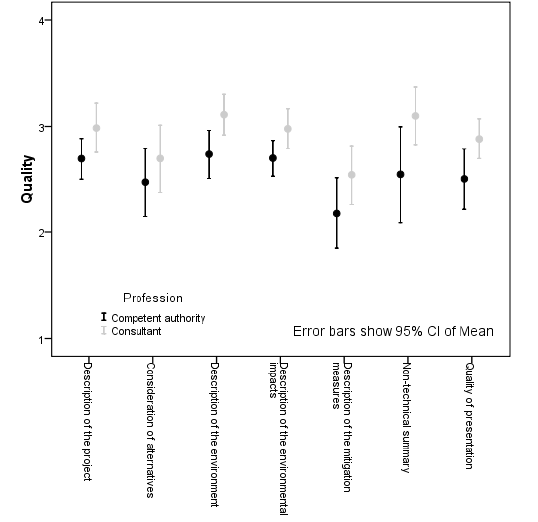 4
3
2
1
Quality
Profession
Competent authority
Consultant
Error bars show 95% CI of Mean
Description of the project
Consideration of alternatives
Description of the environment
Description of the environmental
impacts
Description of the mitigation
measures
Non-technical summary
Quality of presentation